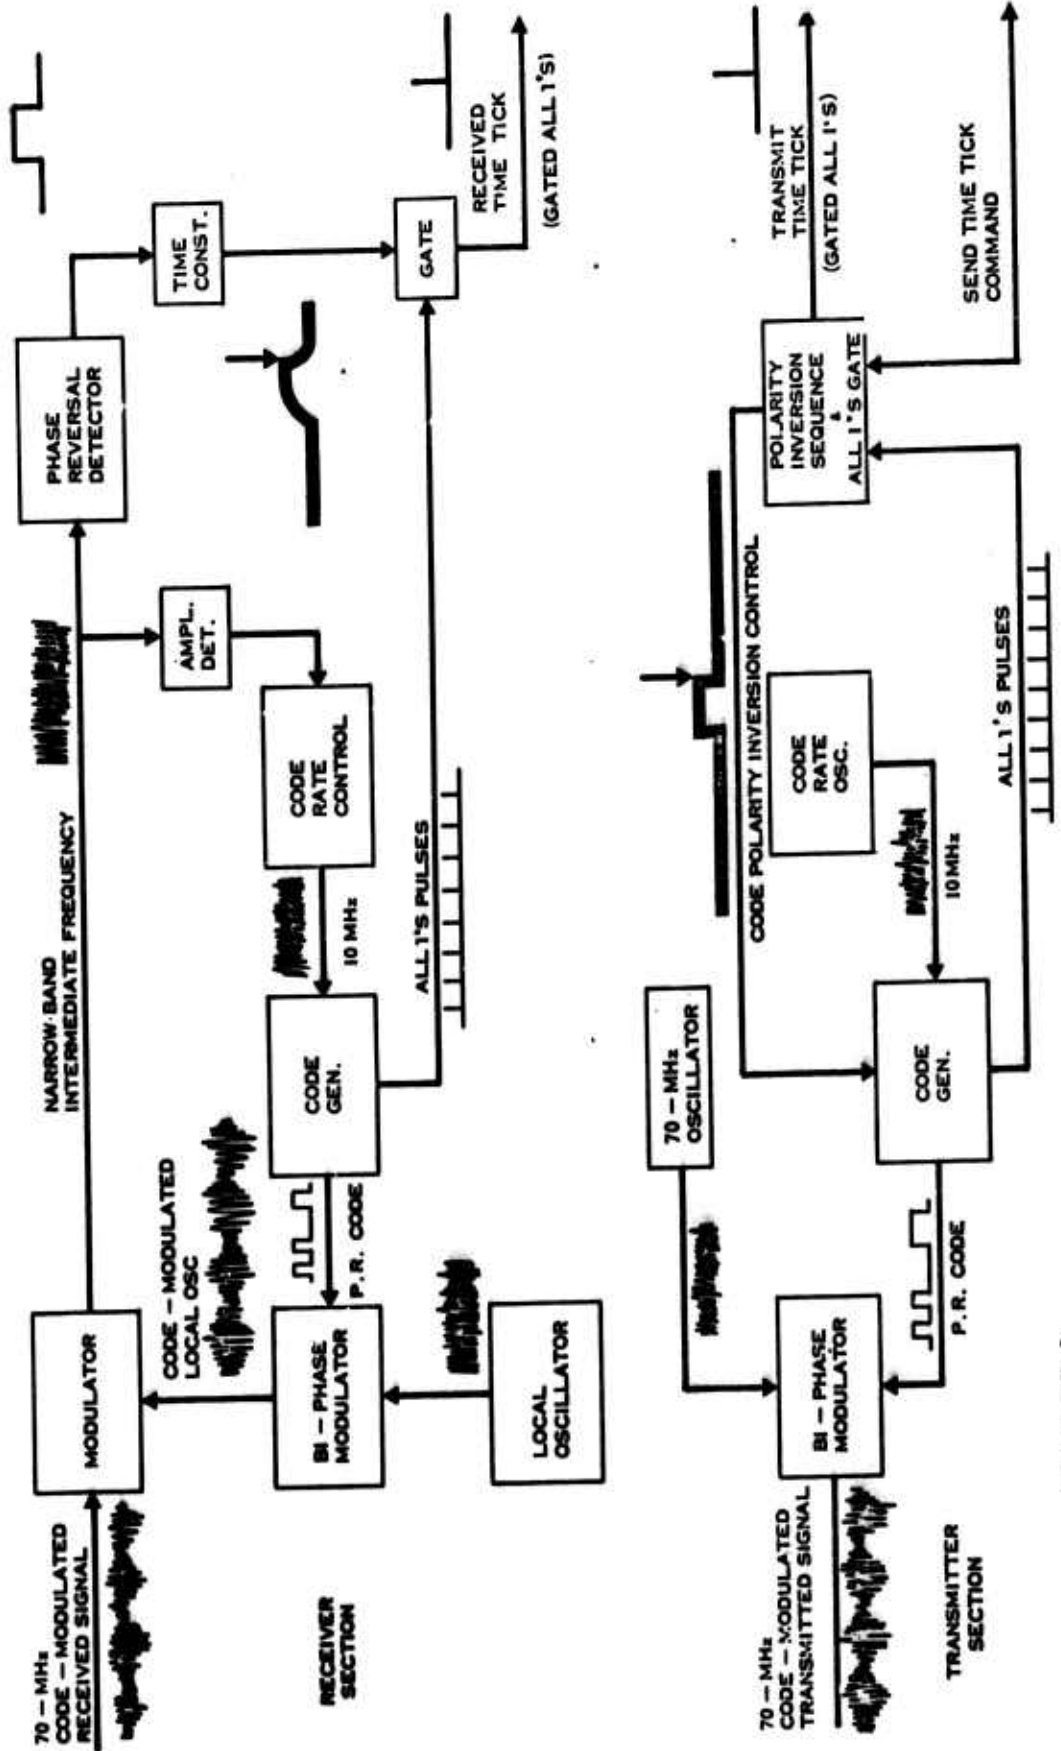 70 – MHz
CODE – MODULATED
RECEIVED SIGNAL
MODULATOR
NARROW-BAND
INTERMEDIATE FREQUENCY
PHASE
REVERSAL
DETECTOR
TIME
CONST.
AMPL.
DET.
CODE – MODULATED
LOCAL OSC
CODE
RATE
CONTROL
10 MHz
CODE
GEN.
P. R. CODE
BI – PHASE
MODULATOR
LOCAL
OSCILLATOR
ALL 1'S PULSES
GATE
RECEIVED
TIME TICK
(GATED ALL 1'S)
RECEIVER
SECTION
70 – MHz
OSCILLATOR
CODE POLARITY INVERSION CONTROL
POLARITY
INVERSION
SEQUENCE
&
ALL 1'S GATE
TRANSMIT
TIME TICK
(GATED ALL 1'S)
CODE
RATE
OSC.
10 MHz
CODE
GEN.
P. R. CODE
BI – PHASE
MODULATOR
70 – MHz
CODE – MODULATED
TRANSMITTED SIGNAL
ALL 1'S PULSES
SEND TIME TICK
COMMAND
TRANSMITTER
SECTION